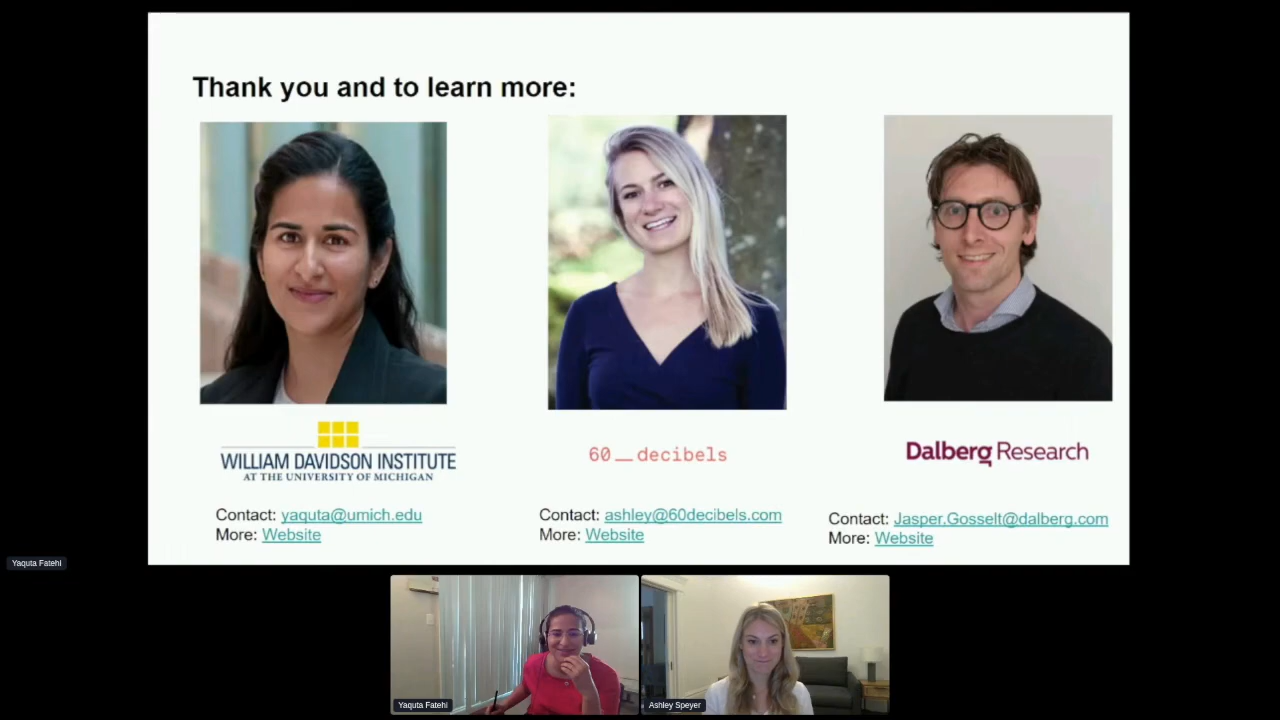 Thank you and to learn more:
WILLIAM DAVIDSON INSTITUTE
AT THE UNIVERSITY OF MICHIGAN
60__decibels
Dalberg Research
Contact: yaquta@umich.edu
More: Website
Contact: ashley@60decibels.com
More: Website
Contact: Jasper.Gosselt@dalberg.com
More: Website
Yaquta Fatehi
Yaquta Fatehi
Ashley Speyer